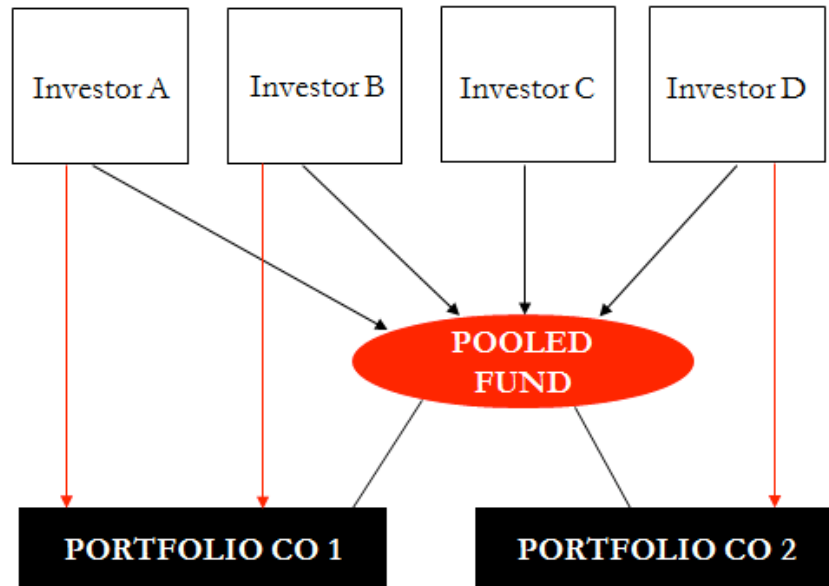 Investor A
Investor B
Investor C
Investor D
POOLED
FUND
PORTFOLIO CO 1
PORTFOLIO CO 2